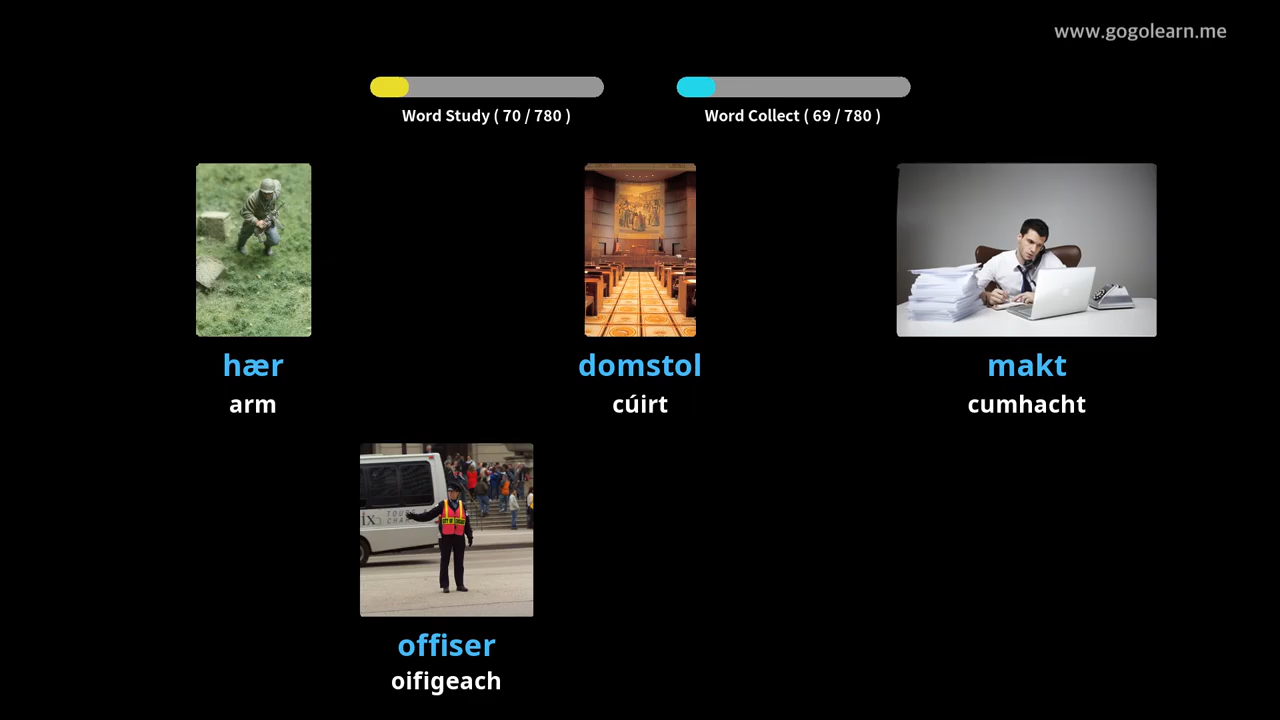 www.gogolearn.me
Word Study ( 70 / 780 )
Word Collect ( 69 / 780 )
hær
arm
domstol
cúirt
makt
cumhacht
offiser
oifigeach